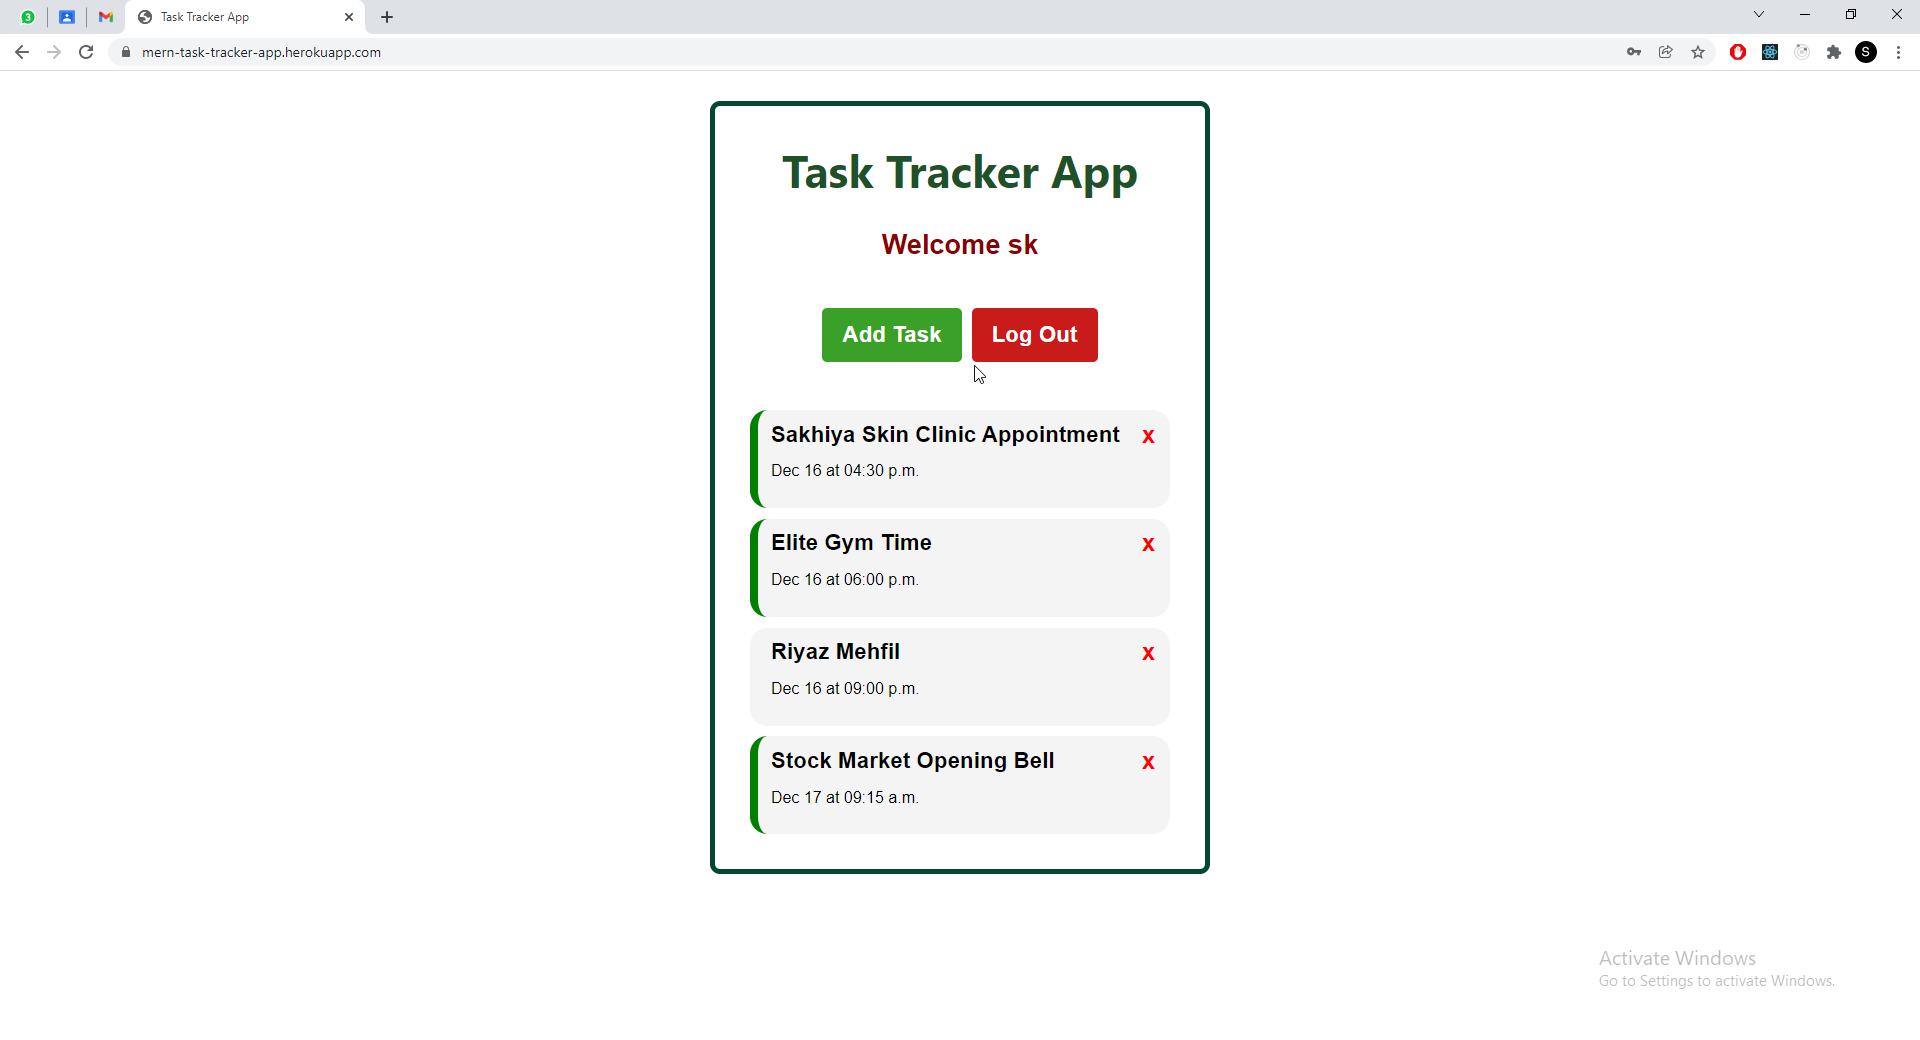 3
Task Tracker App
mern-task-tracker-app.herokuapp.com
S
Task Tracker App
Welcome sk
Add Task
Log Out
Sakhiya Skin Clinic Appointment
x
Dec 16 at 04:30 p.m.
Elite Gym Time
x
Dec 16 at 06:00 p.m.
Riyaz Mehfil
x
Dec 16 at 09:00 p.m.
Stock Market Opening Bell
x
Dec 17 at 09:15 a.m.
Activate Windows
Go to Settings to activate Windows.